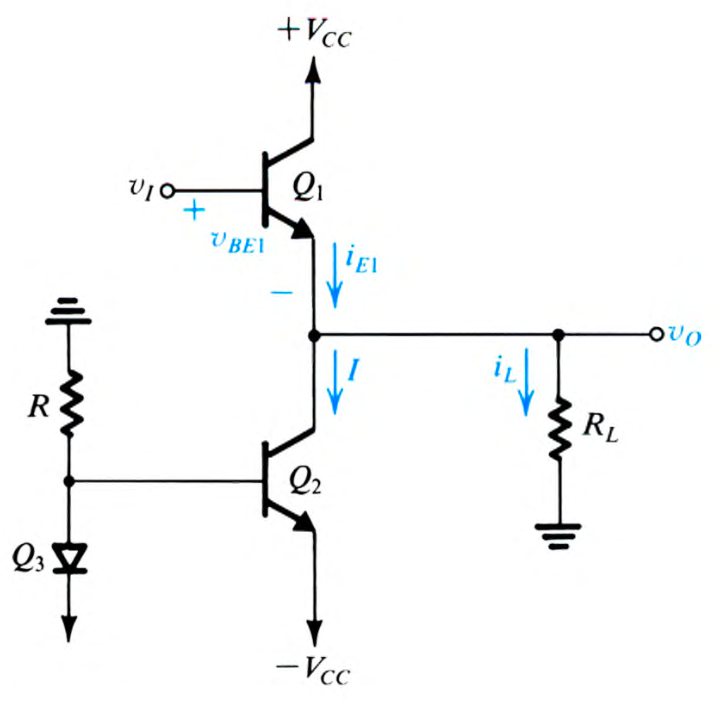 +V_CC
v_I
+
Q_1
v_BE1
i_E1
−
v_O
I
i_L
R
R_L
Q_2
Q_3
−V_CC